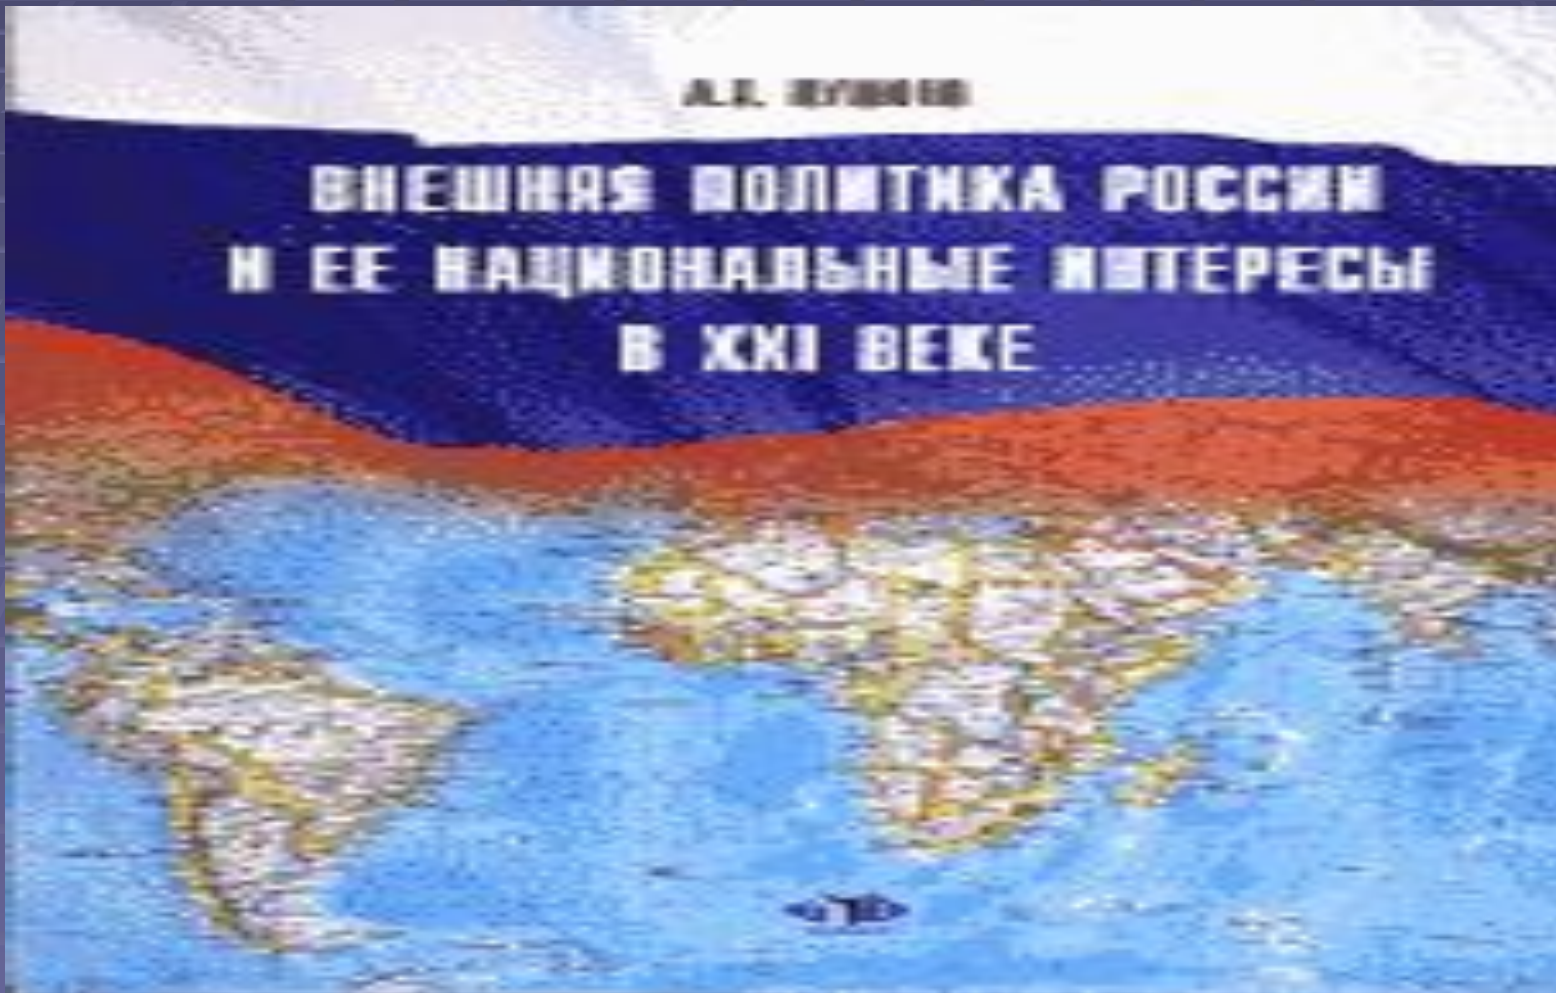 ВНЕШНЯЯ ПОЛИТИКА РОССИИ
И ЕЕ НАЦИОНАЛЬНЫЕ ИНТЕРЕСЫ
В XXI ВЕКЕ